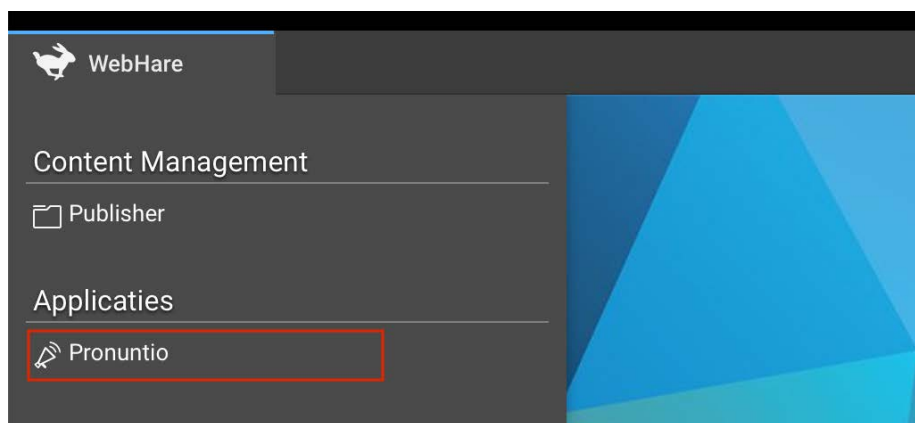 WebHare
Content Management
Publisher
Applicaties
Pronuntio